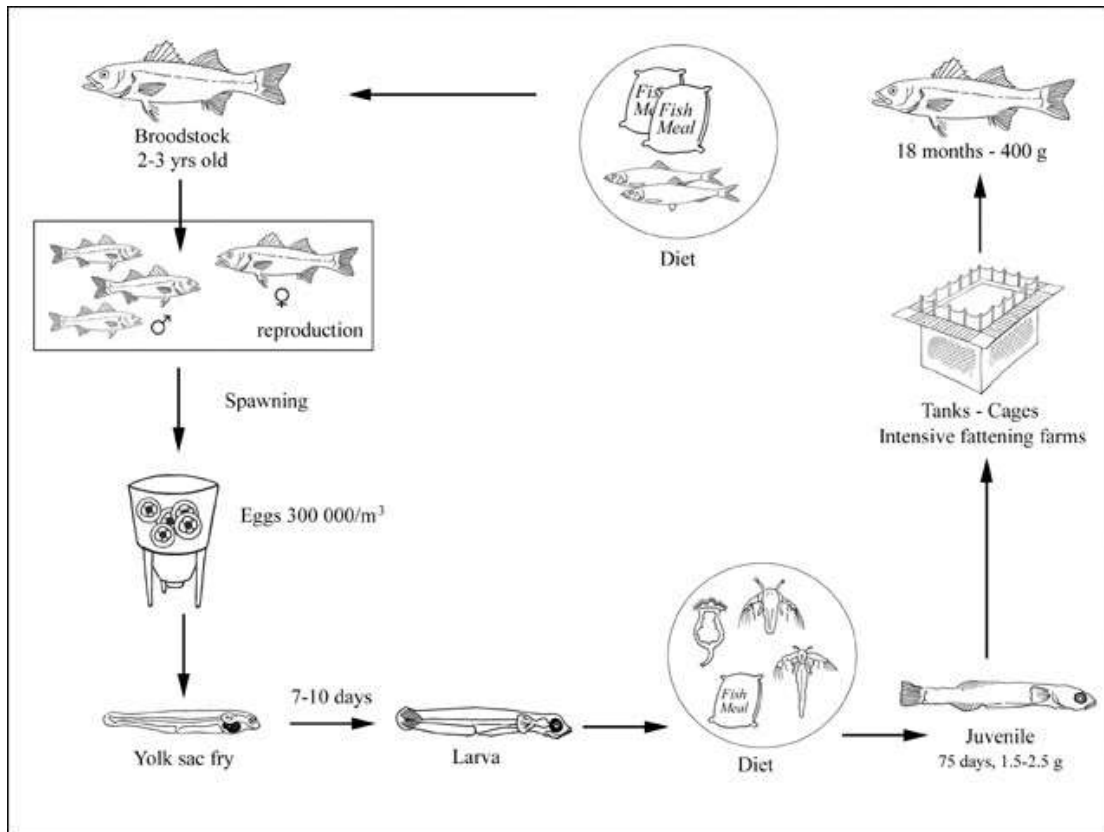 Broodstock
2-3 yrs old
Fish
Me
Fish
Meal
Diet
18 months - 400 g
♂
♀
reproduction
Spawning
Eggs 300 000/m³
Tanks - Cages
Intensive fattening farms
Yolk sac fry
7-10 days
Larva
Fish
Meal
Diet
Juvenile
75 days, 1.5-2.5 g